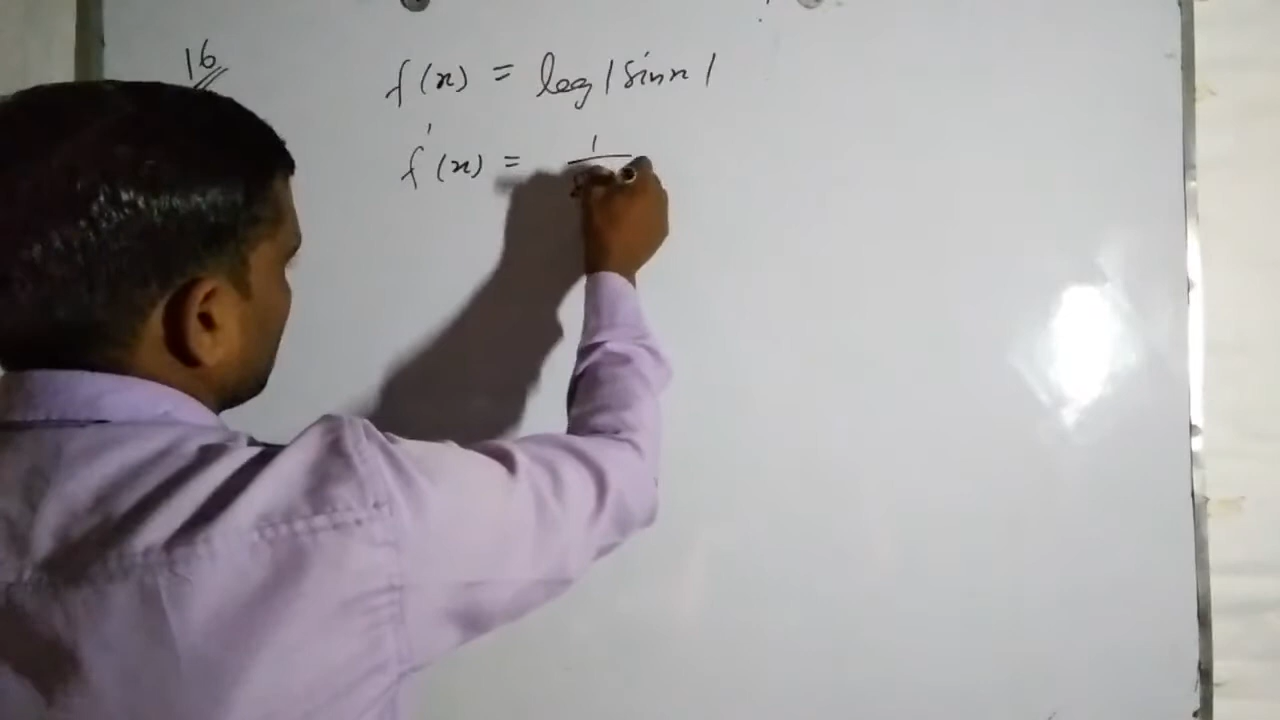 16
f(x) = log|sinx|
f'(x) = 1/